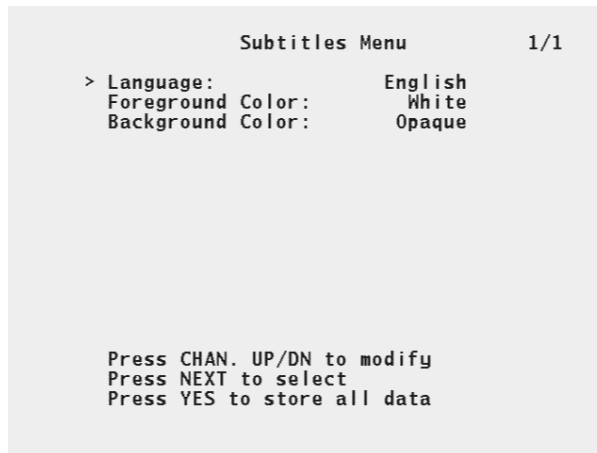 Subtitles Menu 1/1
> Language: English
Foreground Color: White
Background Color: Opaque
Press CHAN. UP/DN to modify
Press NEXT to select
Press YES to store all data